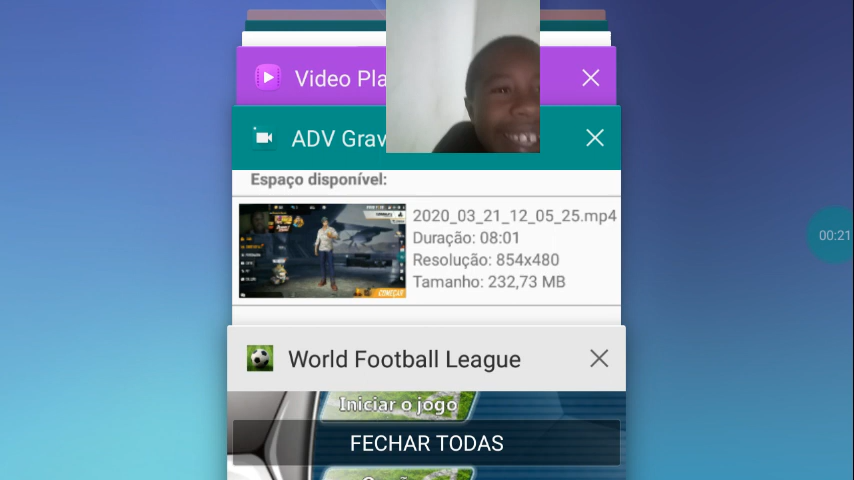 Video Pla
ADV Grav
Espaço disponível:
2020_03_21_12_05_25.mp4
Duração: 08:01
Resolução: 854x480
Tamanho: 232,73 MB
COMEÇAR
00:21
World Football League
Iniciar o jogo
FECHAR TODAS